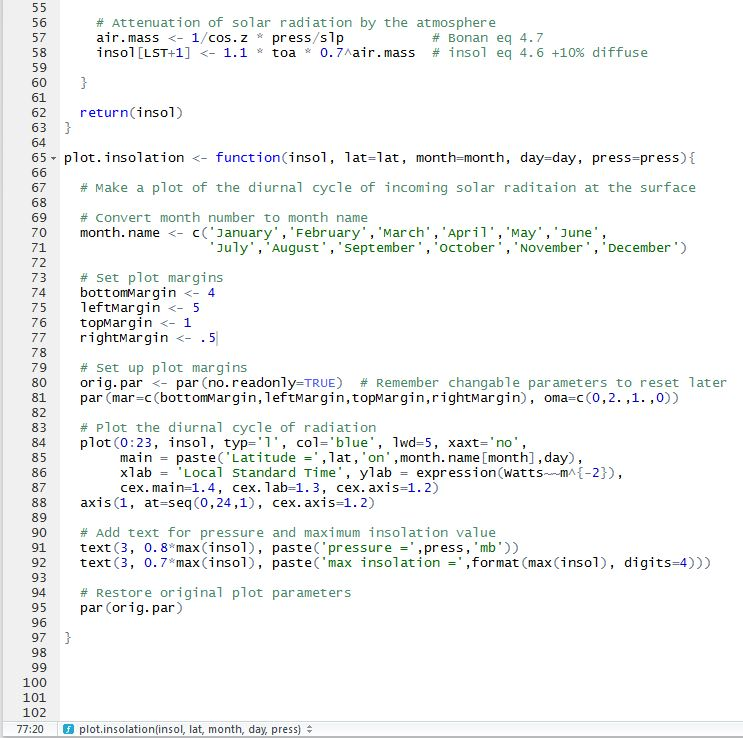 55
56 # Attenuation of solar radiation by the atmosphere
57 air.mass <- 1/cos.z * press/slp # Bonan eq 4.7
58 insol[LST+1] <- 1.1 * toa * 0.7^air.mass # insol eq 4.6 +10% diffuse
59
60 }
61
62 return(insol)
63 }
64
65 plot.insolation <- function(insol, lat=lat, month=month, day=day, press=press){
66
67 # Make a plot of the diurnal cycle of incoming solar raditaion at the surface
68
69 # Convert month number to month name
70 month.name <- c('January','February','March','April','May','June',
71 'July','August','September','October','November','December')
72
73 # Set plot margins
74 bottomMargin <- 4
75 leftMargin <- 5
76 topMargin <- 1
77 rightMargin <- .5
78
79 # Set up plot margins
80 orig.par <- par(no.readonly=TRUE) # Remember changable parameters to reset later
81 par(mar=c(bottomMargin,leftMargin,topMargin,rightMargin), oma=c(0,2.,1.,0))
82
83 # Plot the diurnal cycle of radiation
84 plot(0:23, insol, typ='l', col='blue', lwd=5, xaxt='no',
85 main = paste('Latitude =',lat,'on',month.name[month],day),
86 xlab = 'Local Standard Time', ylab = expression(Watts~~m^{-2}),
87 cex.main=1.4, cex.lab=1.3, cex.axis=1.2)
88 axis(1, at=seq(0,24,1), cex.axis=1.2)
89
90 # Add text for pressure and maximum insolation value
91 text(3, 0.8*max(insol), paste('pressure =',press,'mb'))
92 text(3, 0.7*max(insol), paste('max insolation =',format(max(insol), digits=4)))
93
94 # Restore original plot parameters
95 par(orig.par)
96
97 }
98
99
100
101
102
77:20 plot.insolation(insol, lat, month, day, press)